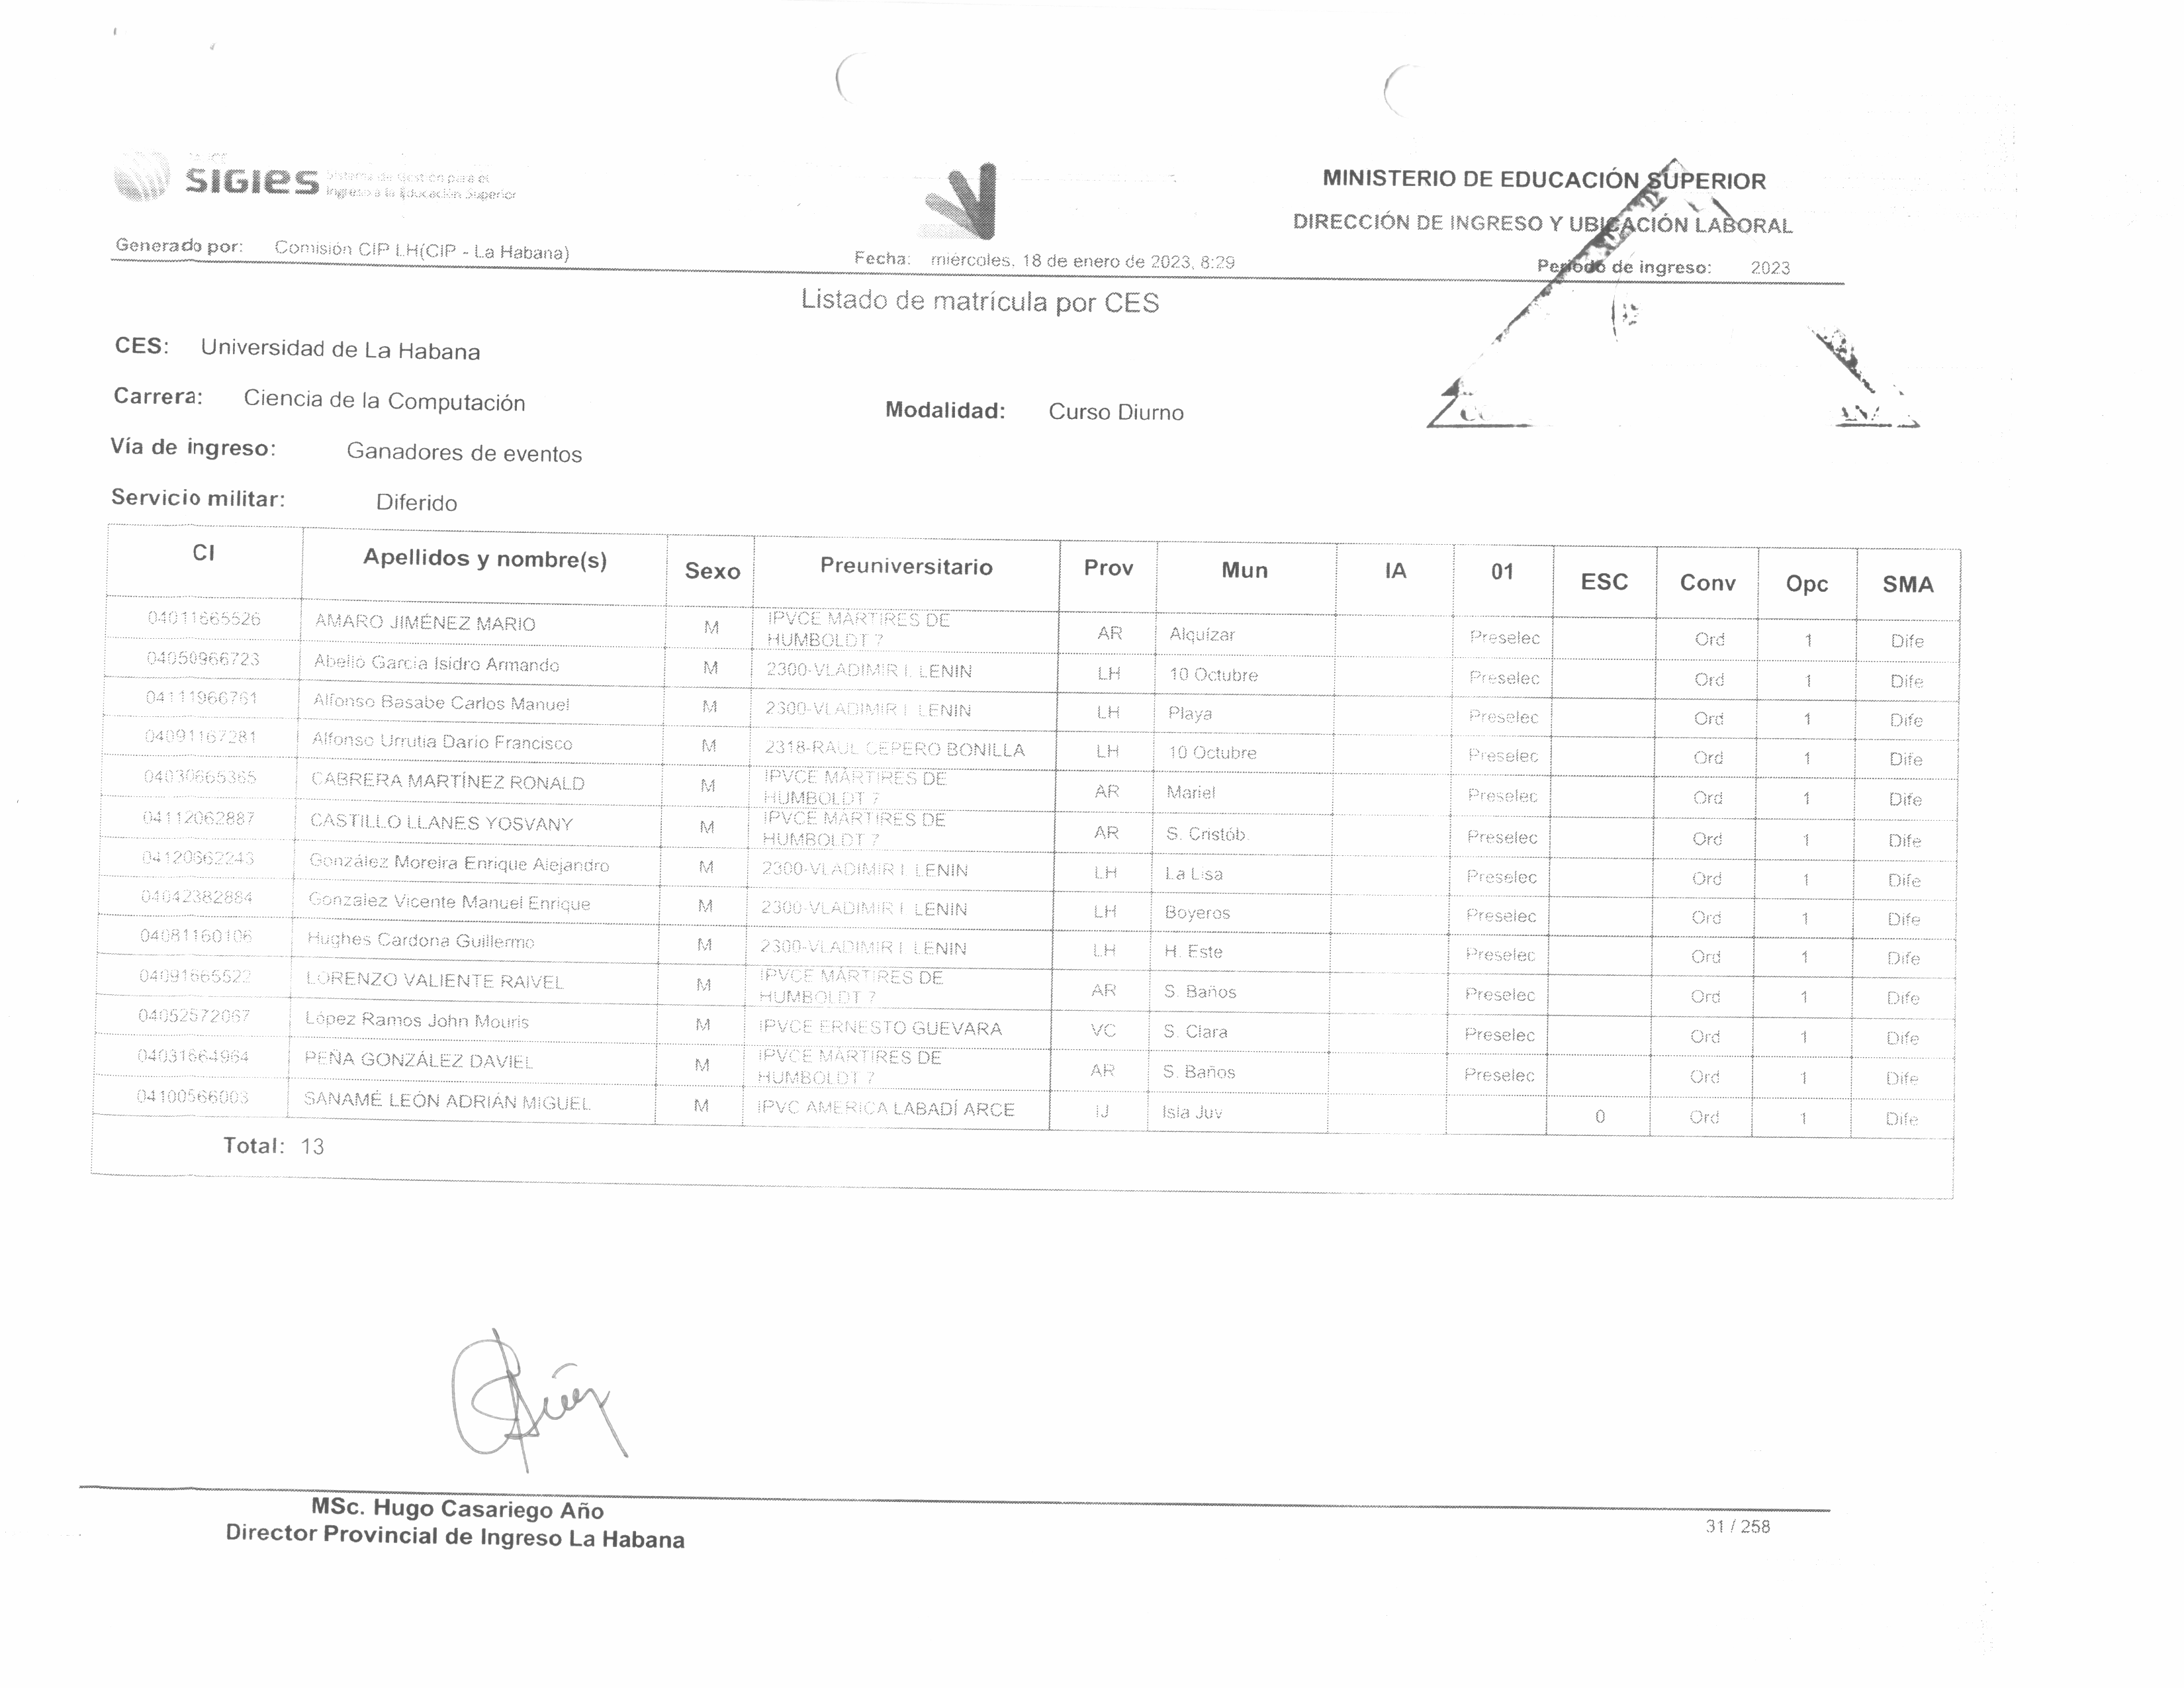 SIGIES Sistema de Gestión para el
Ingreso a la Educación Superior
MINISTERIO DE EDUCACIÓN SUPERIOR
DIRECCIÓN DE INGRESO Y UBICACIÓN LABORAL
Generado por: Comisión CIP LH(CIP - La Habana) Fecha: miércoles, 18 de enero de 2023, 8:29 Periodo de ingreso: 2023
Listado de matrícula por CES
CES: Universidad de La Habana
Carrera: Ciencia de la Computación Modalidad: Curso Diurno
Vía de ingreso: Ganadores de eventos
Servicio militar: Diferido
CI Apellidos y nombre(s) Sexo Preuniversitario Prov Mun IA 01 ESC Conv Opc SMA
04011665526 AMARO JIMÉNEZ MARIO M IPVCE MÁRTIRES DE HUMBOLDT 7 AR Alquízar Preselec Ord 1 Dife
04050966723 Abelló García Isidro Armando M 2300-VLADIMIR I. LENIN LH 10 Octubre Preselec Ord 1 Dife
04111966761 Alfonso Basabe Carlos Manuel M 2300-VLADIMIR I. LENIN LH Playa Preselec Ord 1 Dife
04091167281 Alfonso Urrutia Darío Francisco M 2318-RAÚL CEPERO BONILLA LH 10 Octubre Preselec Ord 1 Dife
04030665365 CABRERA MARTÍNEZ RONALD M IPVCE MÁRTIRES DE HUMBOLDT 7 AR Mariel Preselec Ord 1 Dife
04112062887 CASTILLO LLANES YOSVANY M IPVCE MÁRTIRES DE HUMBOLDT 7 AR S. Cristób. Preselec Ord 1 Dife
04120662243 González Moreira Enrique Alejandro M 2300-VLADIMIR I. LENIN LH La Lisa Preselec Ord 1 Dife
04042382884 González Vicente Manuel Enrique M 2300-VLADIMIR I. LENIN LH Boyeros Preselec Ord 1 Dife
04081160106 Hughes Cardona Guillermo M 2300-VLADIMIR I. LENIN LH H. Este Preselec Ord 1 Dife
04091665522 LORENZO VALIENTE RAIVEL M IPVCE MÁRTIRES DE HUMBOLDT 7 AR S. Baños Preselec Ord 1 Dife
04052572067 López Ramos John Mouris M IPVCE ERNESTO GUEVARA VC S. Clara Preselec Ord 1 Dife
04031664964 PEÑA GONZÁLEZ DAVIEL M IPVCE MÁRTIRES DE HUMBOLDT 7 AR S. Baños Preselec Ord 1 Dife
04100566003 SANAMÉ LEÓN ADRIÁN MIGUEL M IPVC AMERICA LABADÍ ARCE IJ Isla Juv 0 Ord 1 Dife
Total: 13
MSc. Hugo Casariego Año
Director Provincial de Ingreso La Habana
31 / 258